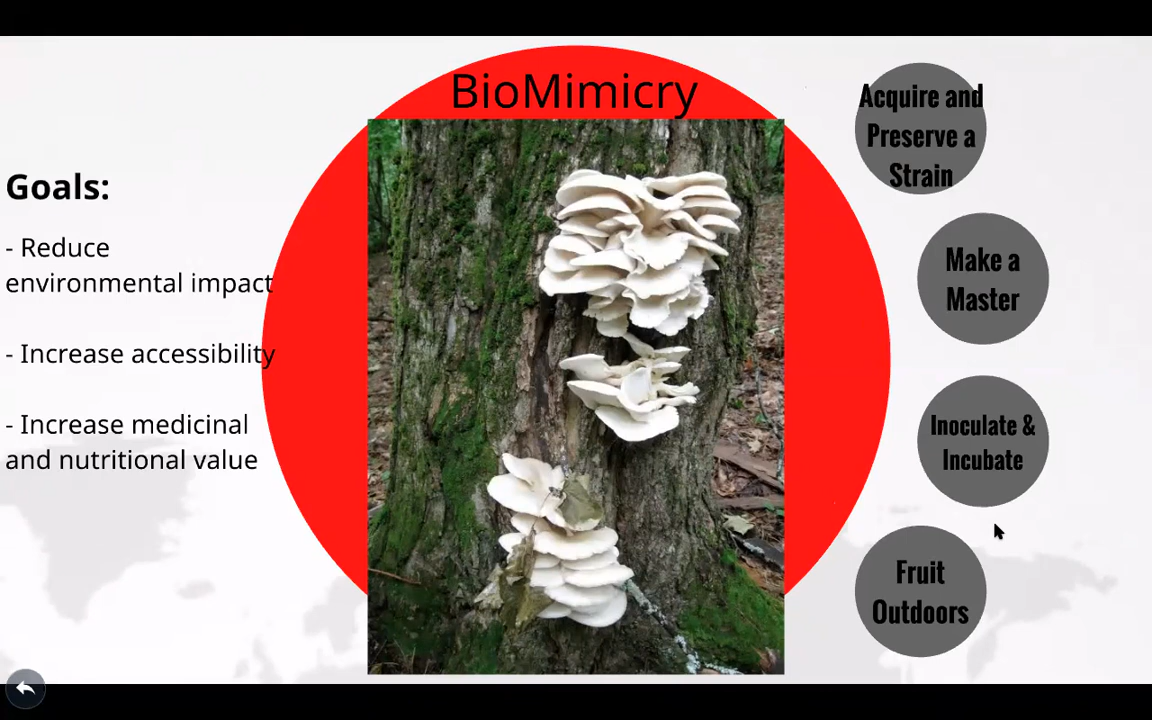 BioMimicry
Goals:
- Reduce
environmental impact
- Increase accessibility
- Increase medicinal
and nutritional value
Acquire and
Preserve a
Strain
Make a
Master
Inoculate &
Incubate
Fruit
Outdoors